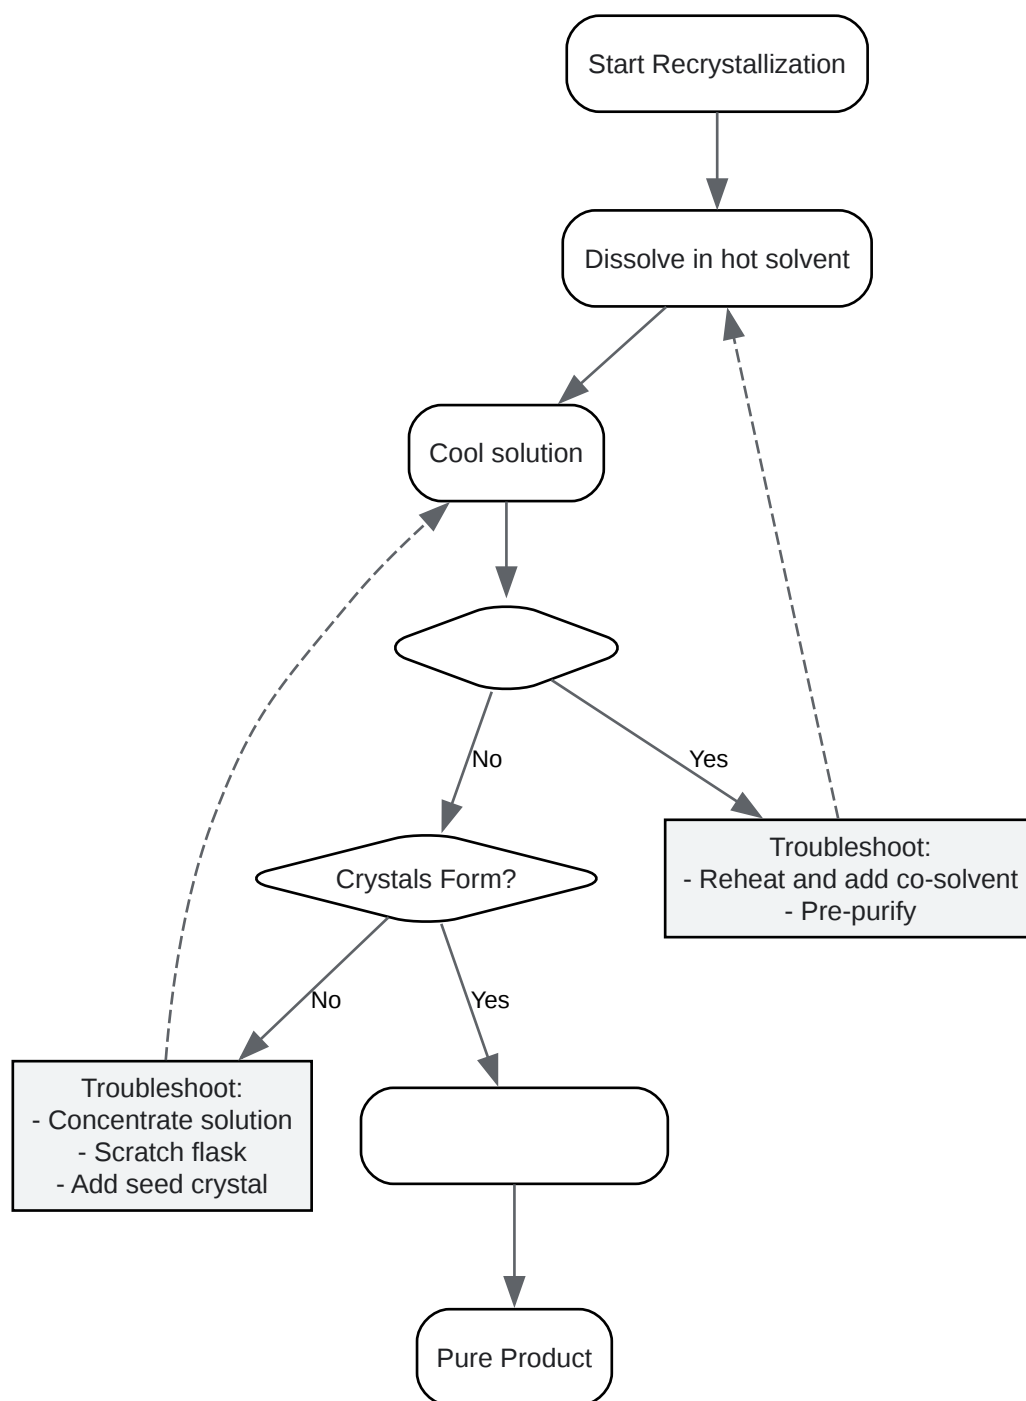 Start Recrystallization
Dissolve in hot solvent
Cool solution
No
Yes
Crystals Form?
Troubleshoot:
- Reheat and add co-solvent
- Pre-purify
No
Yes
Troubleshoot:
- Concentrate solution
- Scratch flask
- Add seed crystal
Pure Product